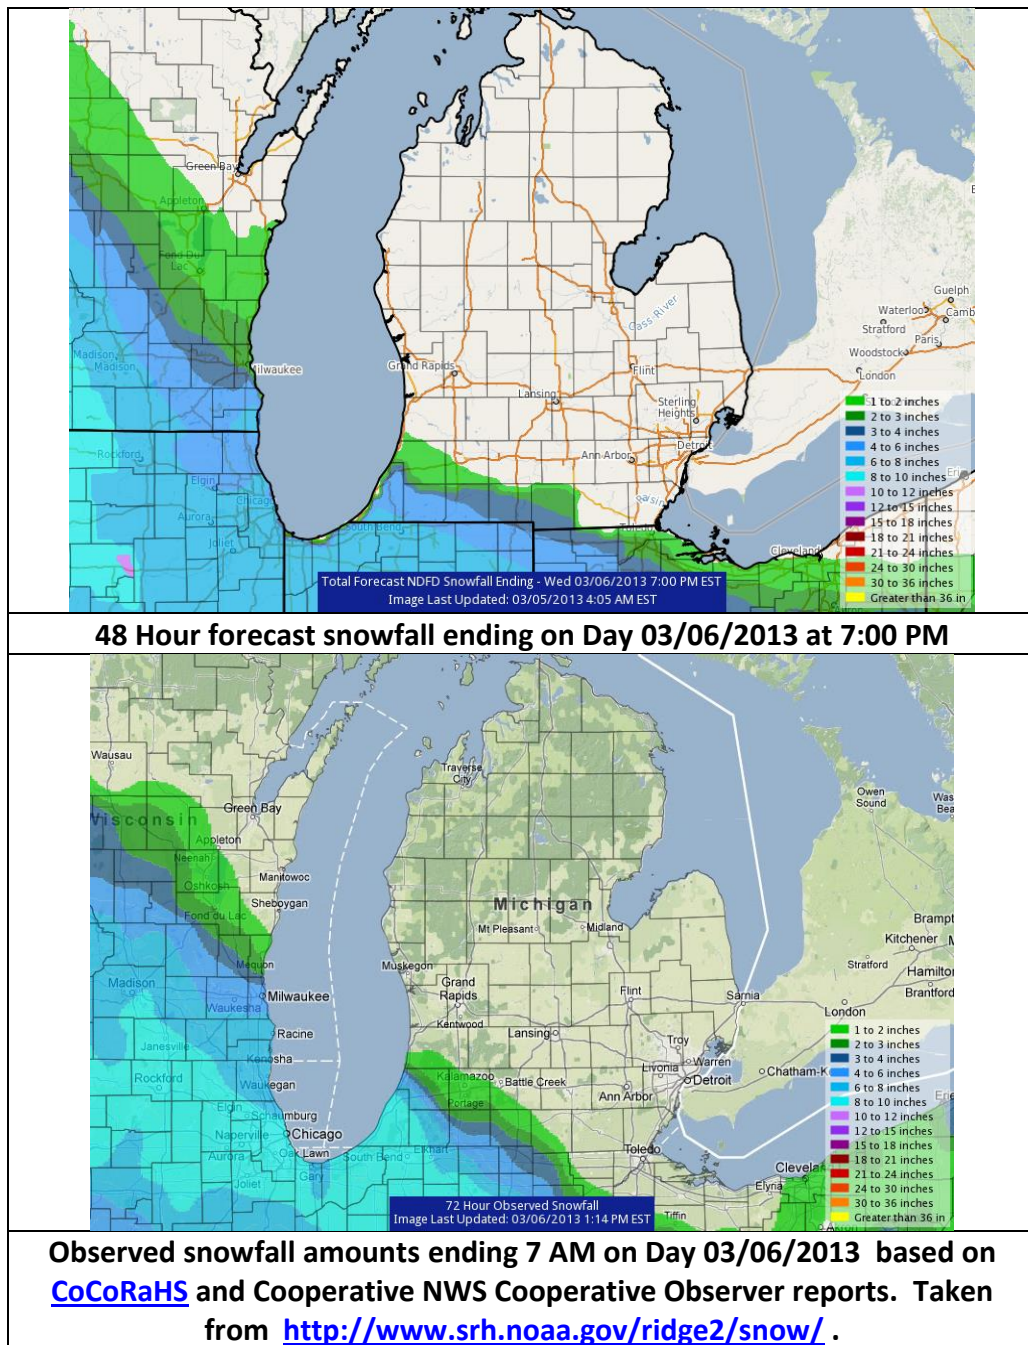 Green Bay
Appleton
Fond Du
Lac
Madison
Madison
Milwaukee
Rockford
Elgin
Chicago
Aurora
Joliet
South Bend
Grand Rapids
Lansing
Flint
Cass River
Sterling
Heights
Detroit
Ann Arbor
Raisin
Toledo
Cleveland
Guelph
Waterloo
Camb
Stratford
Paris
Woodstock
London
Erie
1 to 2 inches
2 to 3 inches
3 to 4 inches
4 to 6 inches
6 to 8 inches
8 to 10 inches
10 to 12 inches
12 to 15 inches
15 to 18 inches
18 to 21 inches
21 to 24 inches
24 to 30 inches
30 to 36 inches
Greater than 36 in
Total Forecast NDFD Snowfall Ending - Wed 03/06/2013 7:00 PM EST
Image Last Updated: 03/05/2013 4:05 AM EST
48 Hour forecast snowfall ending on Day 03/06/2013 at 7:00 PM
Wausau
Green Bay
Wisconsin
Appleton
Neenah
Oshkosh
Manitowoc
Fond du Lac
Sheboygan
Mequon
Madison
Milwaukee
Waukesha
Racine
Janesville
Kenosha
Rockford
Waukegan
Elgin
Schaumburg
Naperville
Chicago
Aurora
Oak Lawn
Joliet
Gary
South Bend
Elkhart
Traverse
City
Michigan
Mt Pleasant
Midland
Muskegon
Grand
Rapids
Kentwood
Flint
Lansing
Sarnia
Troy
Warren
Livonia
Detroit
Kalamazoo
Battle Creek
Portage
Ann Arbor
Toledo
Tiffin
Elyria
Clevel
Akron
Chatham-K
Owen
Sound
Was
Bea
Brampt
Kitchener
Stratford
Hamilto
Brantford
London
Erie
1 to 2 inches
2 to 3 inches
3 to 4 inches
4 to 6 inches
6 to 8 inches
8 to 10 inches
10 to 12 inches
12 to 15 inches
15 to 18 inches
18 to 21 inches
21 to 24 inches
24 to 30 inches
30 to 36 inches
Greater than 36 in
72 Hour Observed Snowfall
Image Last Updated: 03/06/2013 1:14 PM EST
Observed snowfall amounts ending 7 AM on Day 03/06/2013 based on
CoCoRaHS and Cooperative NWS Cooperative Observer reports. Taken
from http://www.srh.noaa.gov/ridge2/snow/ .